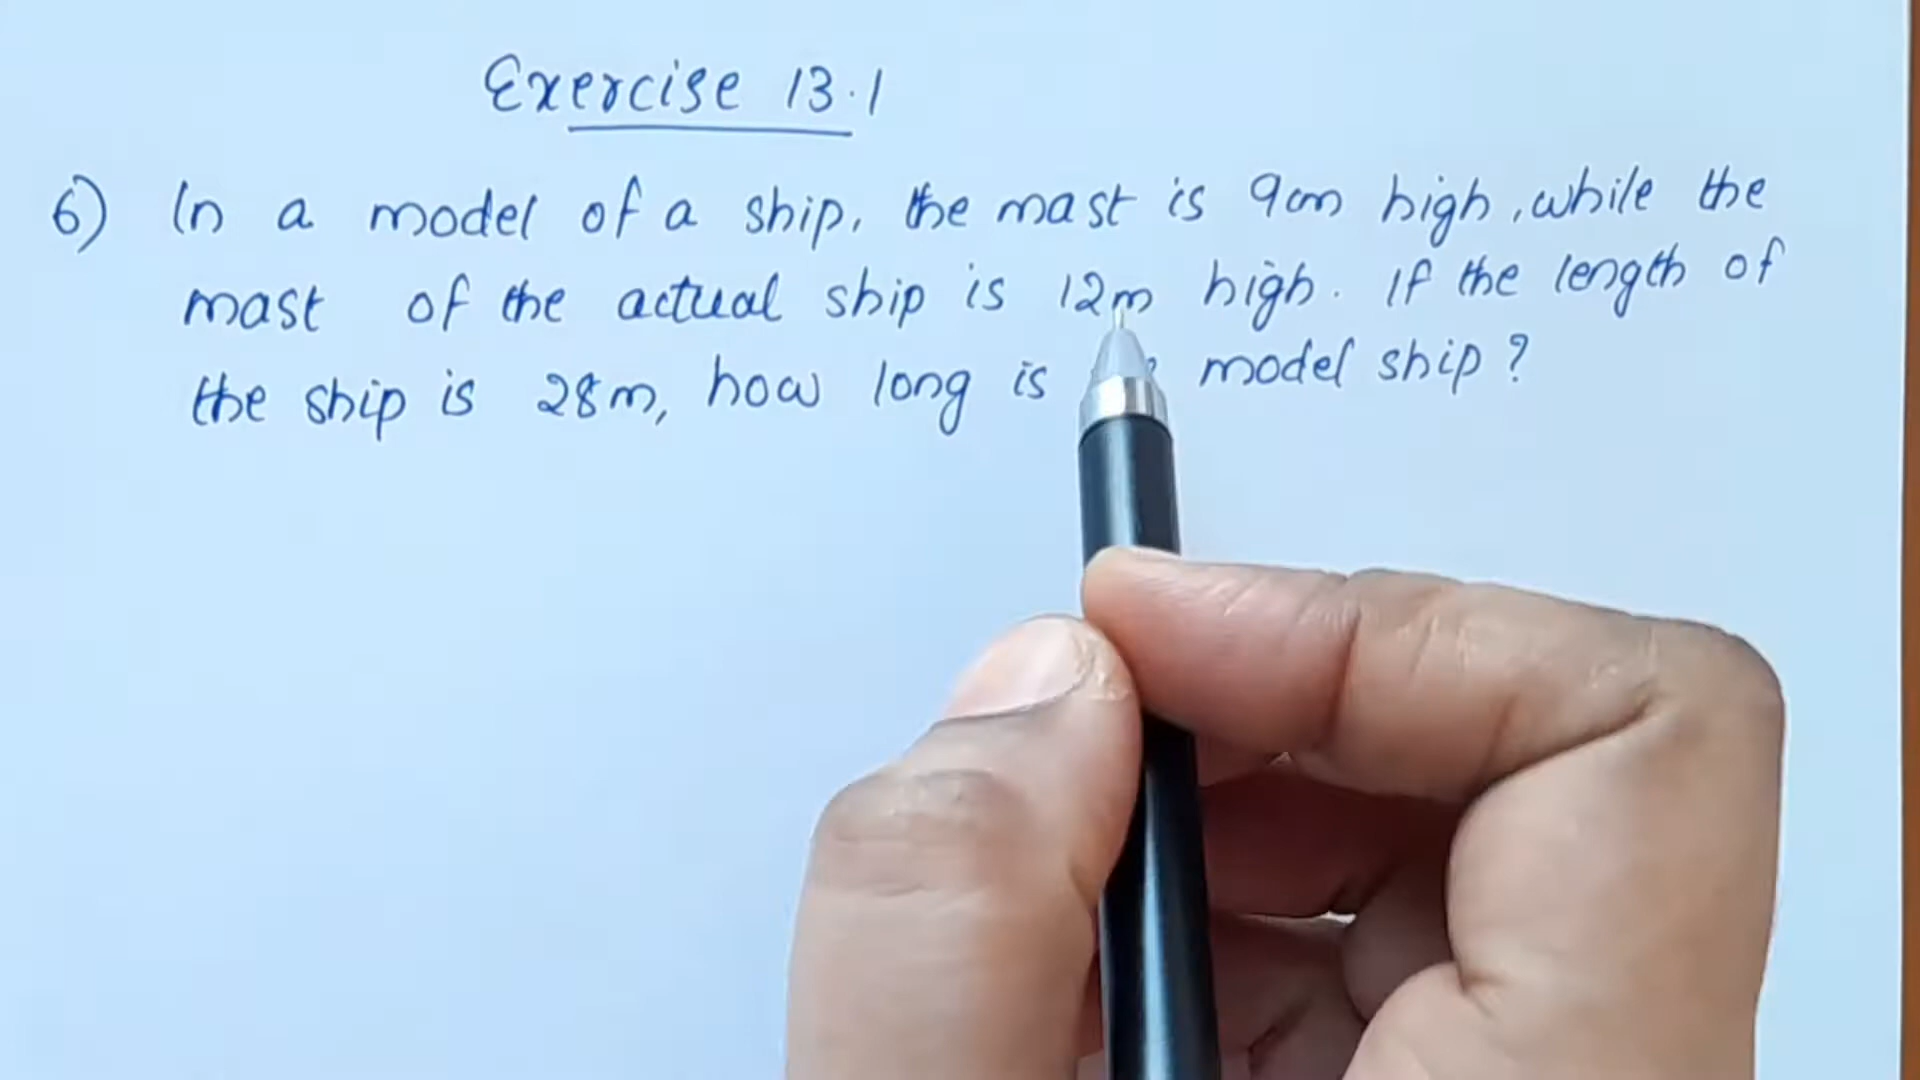 Exercise 13.1
6) In a model of a ship, the mast is 9cm high, while the
mast of the actual ship is 12m high. If the length of
the ship is 28m, how long is model ship?